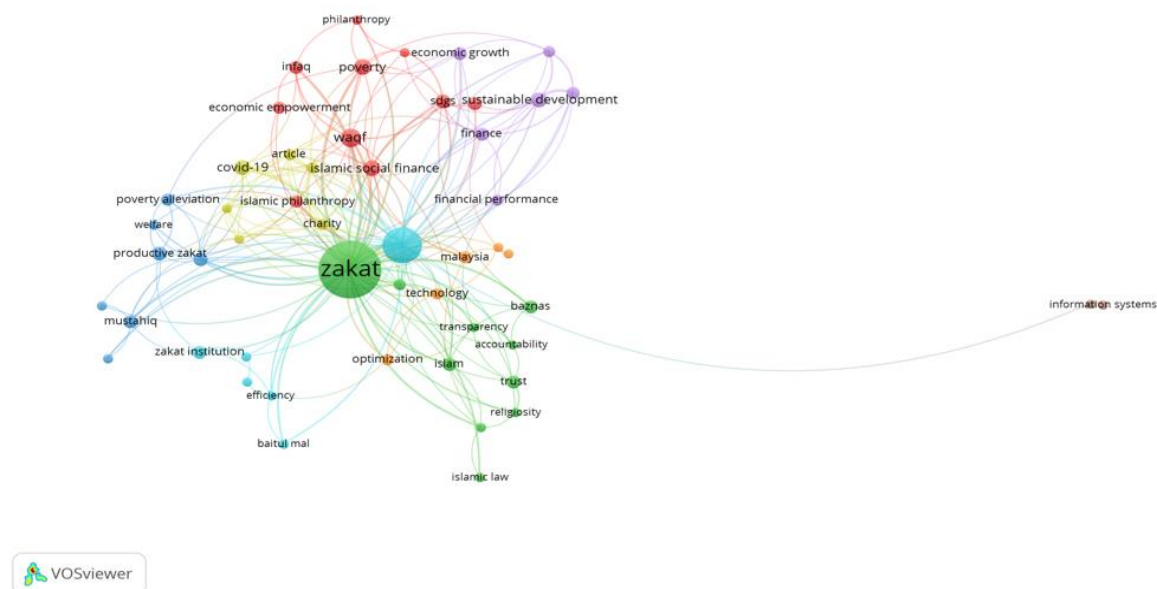 philanthropy
economic growth
infaq
poverty
economic empowerment
sdgs
sustainable development
waqf
finance
article
covid-19
islamic social finance
poverty alleviation
islamic philanthropy
financial performance
welfare
charity
productive zakat
malaysia
zakat
technology
baznas
information systems
mustahiq
transparency
accountability
zakat institution
optimization
islam
trust
efficiency
religiosity
baitul mal
islamic law
VOSviewer